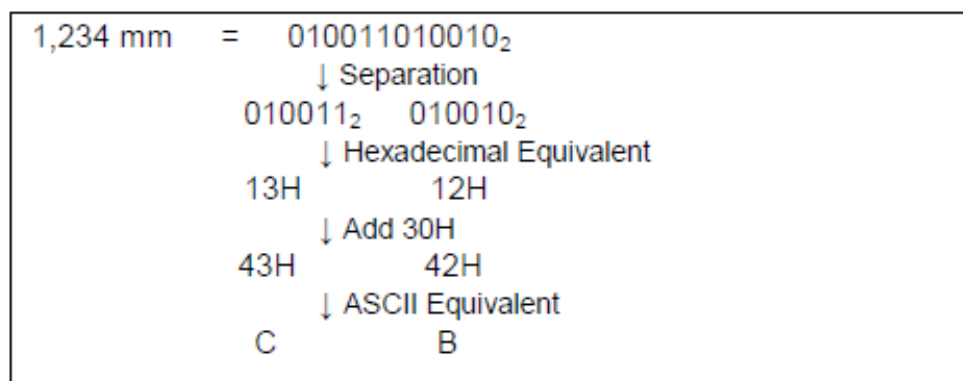 1,234 mm = 010011010010₂
↓ Separation
010011₂ 010010₂
↓ Hexadecimal Equivalent
13H 12H
↓ Add 30H
43H 42H
↓ ASCII Equivalent
C B